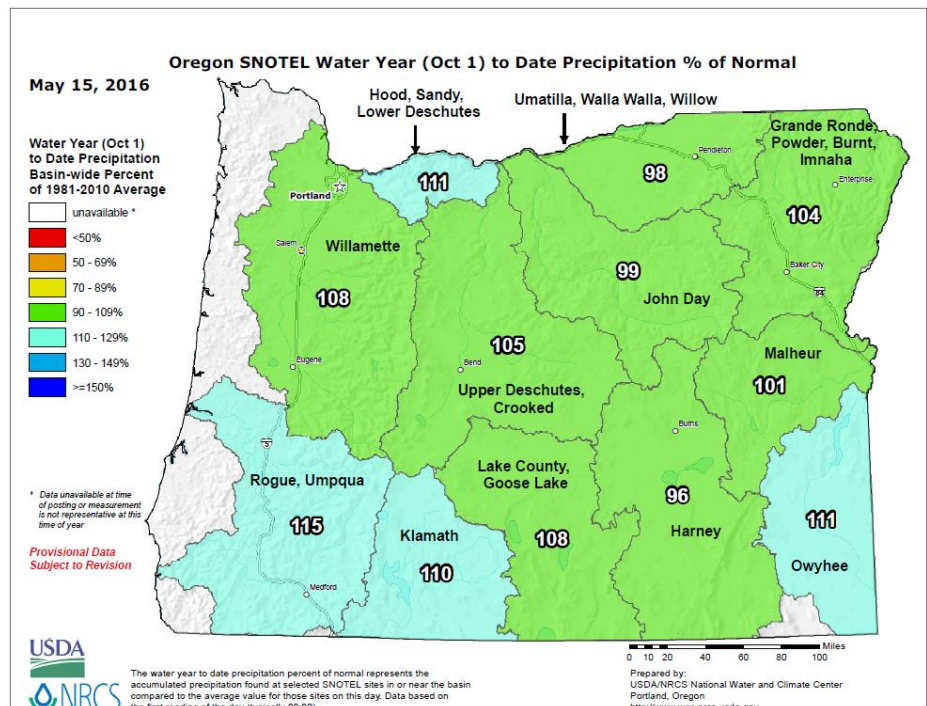 Oregon SNOTEL Water Year (Oct 1) to Date Precipitation % of Normal
May 15, 2016
Hood, Sandy,
Lower Deschutes
Umatilla, Walla Walla, Willow
Grande Ronde,
Powder, Burnt,
Imnaha
Water Year (Oct 1)
to Date Precipitation
Basin-wide Percent
of 1981-2010 Average
unavailable *
<50%
50 - 69%
70 - 89%
90 - 109%
110 - 129%
130 - 149%
>=150%
Portland
111
Pendleton
98
Enterprise
104
Salem
Willamette
108
99
John Day
Baker City
84
Eugene
105
Bend
Upper Deschutes,
Crooked
Malheur
101
Burns
5
Rogue, Umpqua
115
Medford
Klamath
110
Lake County,
Goose Lake
108
96
Harney
111
Owyhee
* Data unavailable at time
of posting or measurement
is not representative at this
time of year
Provisional Data
Subject to Revision
USDA
NRCS
The water year to date precipitation percent of normal represents the
accumulated precipitation found at selected SNOTEL sites in or near the basin
compared to the average value for those sites on this day. Data based on
Miles
0 10 20 40 60 80 100
Prepared by:
USDA/NRCS National Water and Climate Center
Portland, Oregon